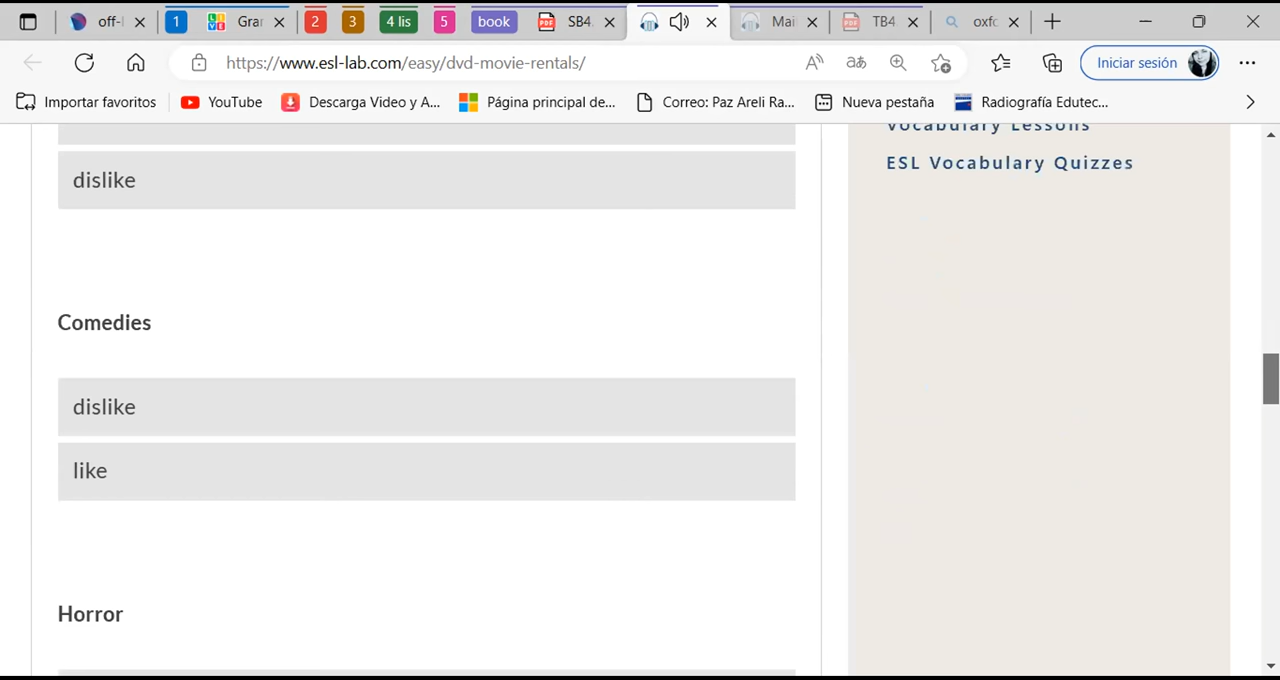 off-l
1
Grar
2
3
4 lis
5
book
SB4.
Mai
TB4
oxfc
https://www.esl-lab.com/easy/dvd-movie-rentals/
Iniciar sesión
Importar favoritos
YouTube
Descarga Video y A...
Página principal de...
Correo: Paz Areli Ra...
Nueva pestaña
Radiografía Edutec...
Vocabulary Lessons
ESL Vocabulary Quizzes
dislike
Comedies
dislike
like
Horror